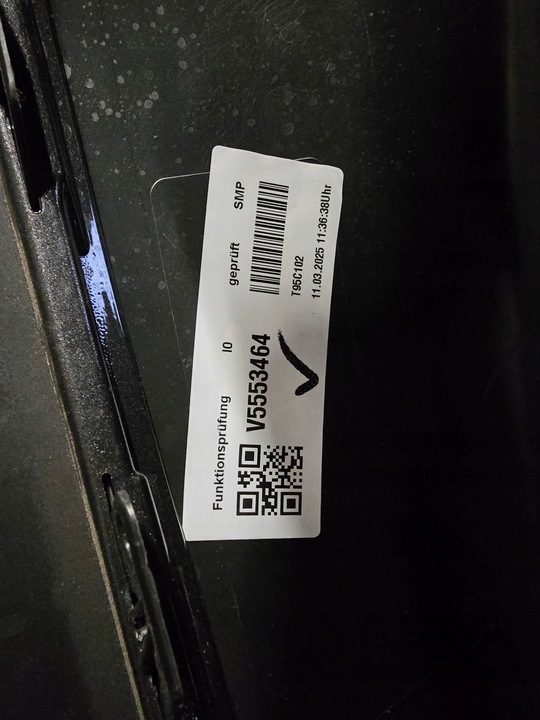 Funktionsprüfung IO geprüft SMP
V5553464
T95C102
11.03.2025 11:36:38Uhr